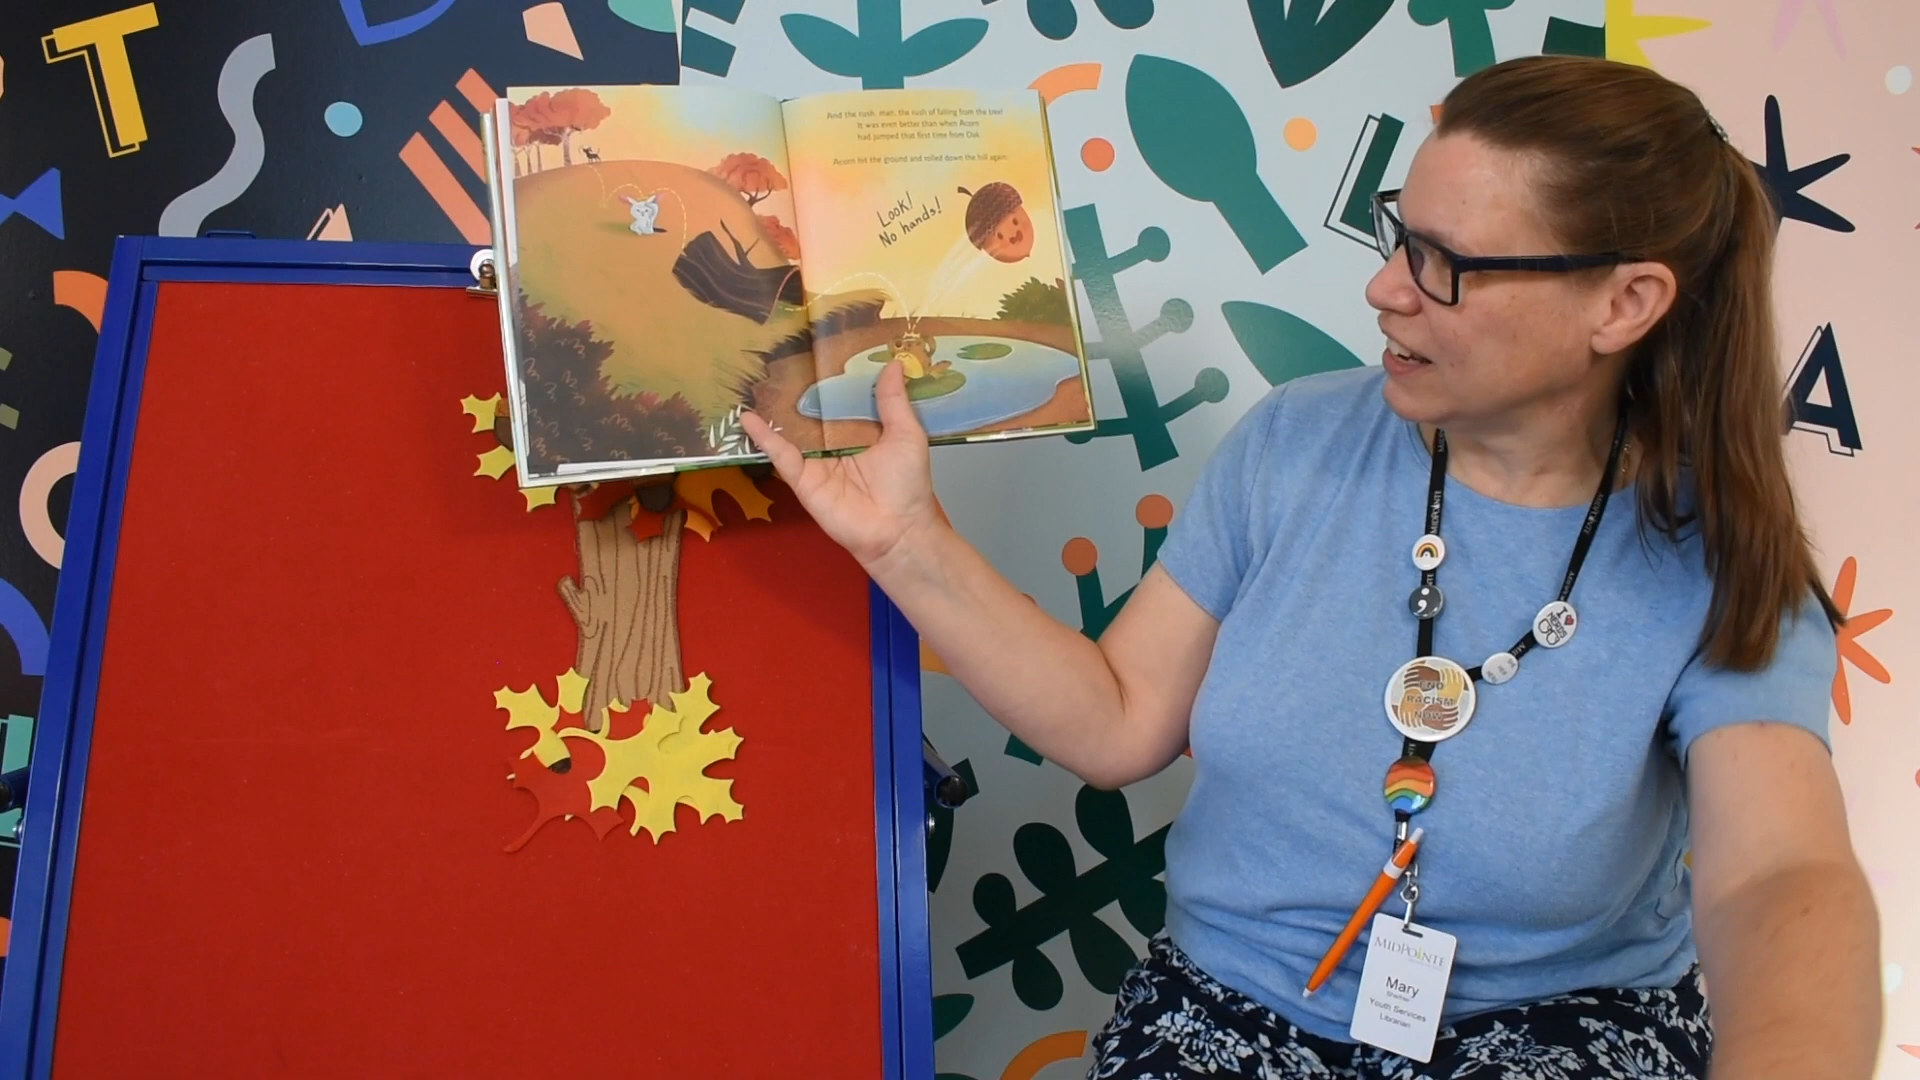 T
And the rush, man, the rush of falling from the tree!
It was even better than when Acorn
had jumped that first time from Oak.
Acorn hit the ground and rolled down the hill again.
Look!
No hands!
L
A
MIDPOINTE
I ♥
NERDS
END
RACISM
NOW
MIDPOINTE
Mary
Youth Services
Librarian